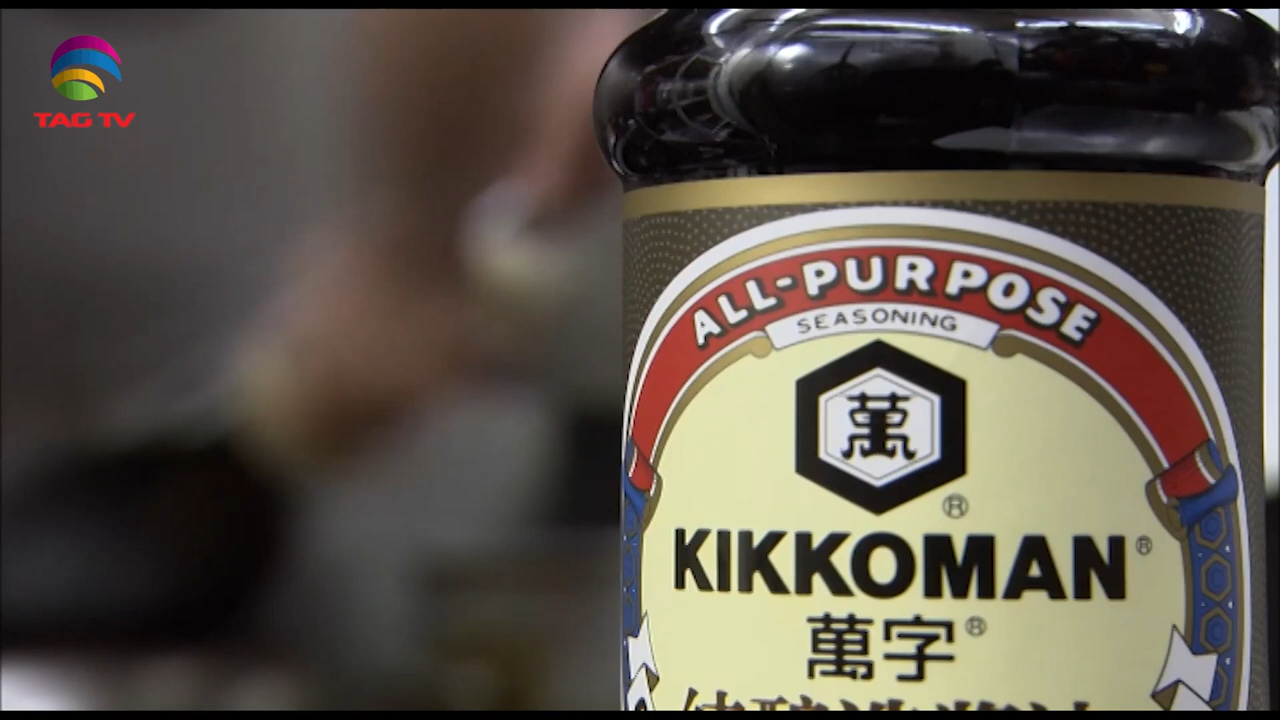 TAG TV
ALL-PURPOSE
SEASONING
萬
®
KIKKOMAN®
萬字®